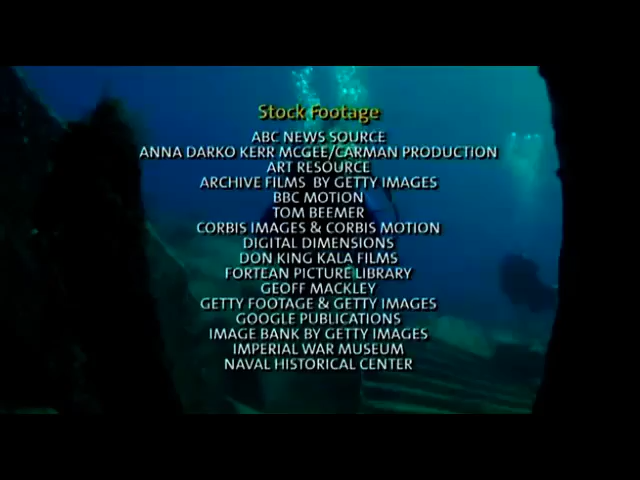 Stock Footage
ABC NEWS SOURCE
ANNA DARKO KERR MCGEE/CARMAN PRODUCTION
ART RESOURCE
ARCHIVE FILMS BY GETTY IMAGES
BBC MOTION
TOM BEEMER
CORBIS IMAGES & CORBIS MOTION
DIGITAL DIMENSIONS
DON KING KALA FILMS
FORTEAN PICTURE LIBRARY
GEOFF MACKLEY
GETTY FOOTAGE & GETTY IMAGES
GOOGLE PUBLICATIONS
IMAGE BANK BY GETTY IMAGES
IMPERIAL WAR MUSEUM
NAVAL HISTORICAL CENTER